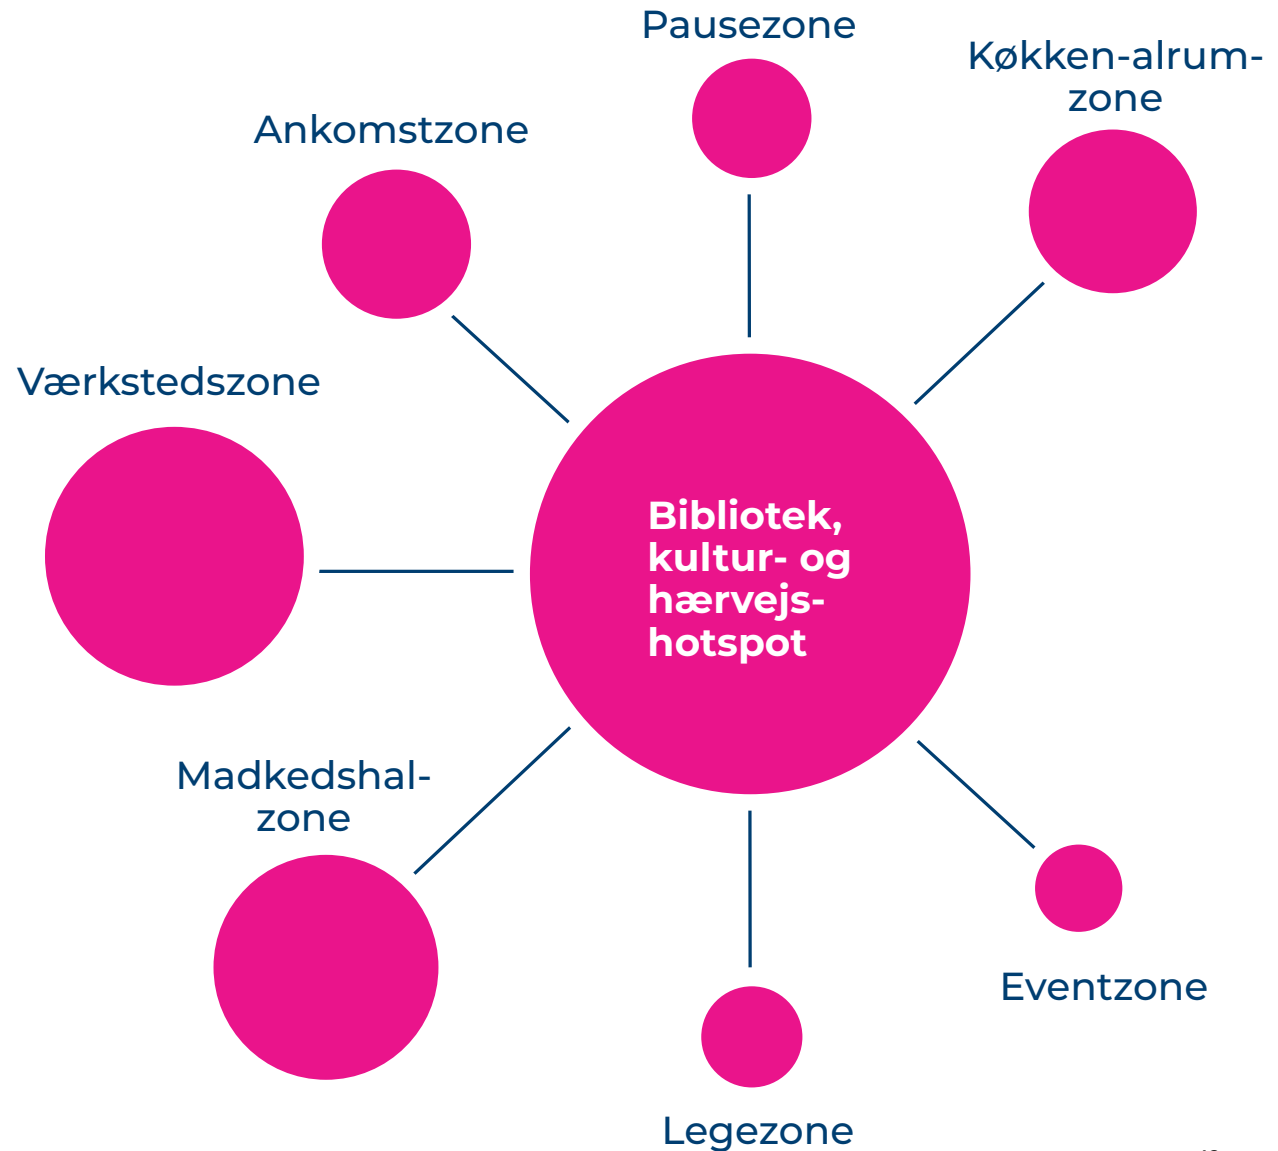 Pausezone
Køkken-alrum-
zone
Ankomstzone
Værkstedszone
Bibliotek,
kultur- og
hærvejs-
hotspot
Madkedshal-
zone
Eventzone
Legezone